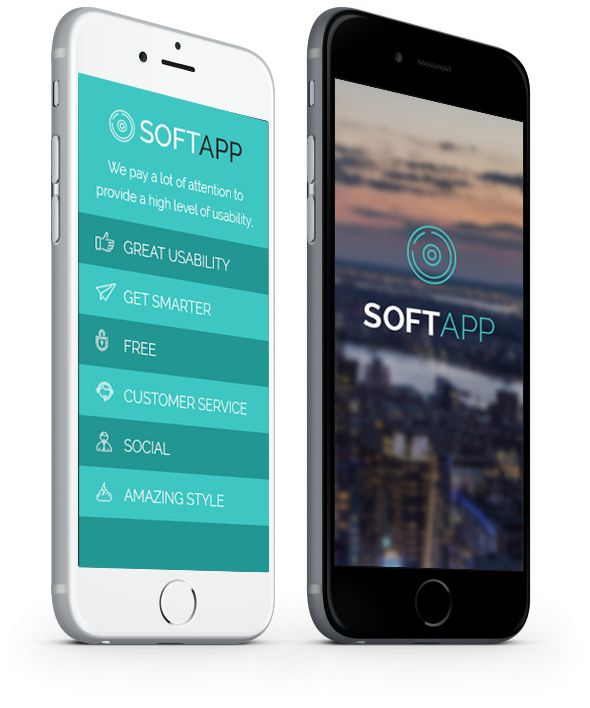 SOFTAPP
We pay a lot of attention to
provide a high level of usability.
GREAT USABILITY
GET SMARTER
FREE
CUSTOMER SERVICE
SOCIAL
AMAZING STYLE
SOFTAPP